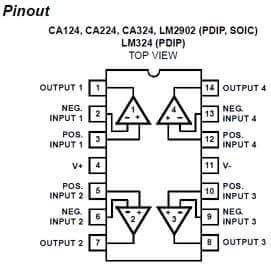 Pinout
CA124, CA224, CA324, LM2902 (PDIP, SOIC)
LM324 (PDIP)
TOP VIEW
OUTPUT 1 1 14 OUTPUT 4
NEG. INPUT 1 2 13 NEG. INPUT 4
1 4
POS. INPUT 1 3 12 POS. INPUT 4
V+ 4 11 V-
POS. INPUT 2 5 10 POS. INPUT 3
2 3
NEG. INPUT 2 6 9 NEG. INPUT 3
OUTPUT 2 7 8 OUTPUT 3